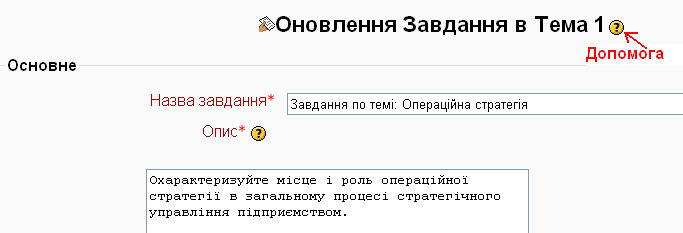 Оновлення Завдання в Тема 1
Допомога
Основне
Назва завдання* Завдання по темі: Операційна стратегія
Опис*
Охарактеризуйте місце і роль операційної
стратегії в загальному процесі стратегічного
управління підприємством.